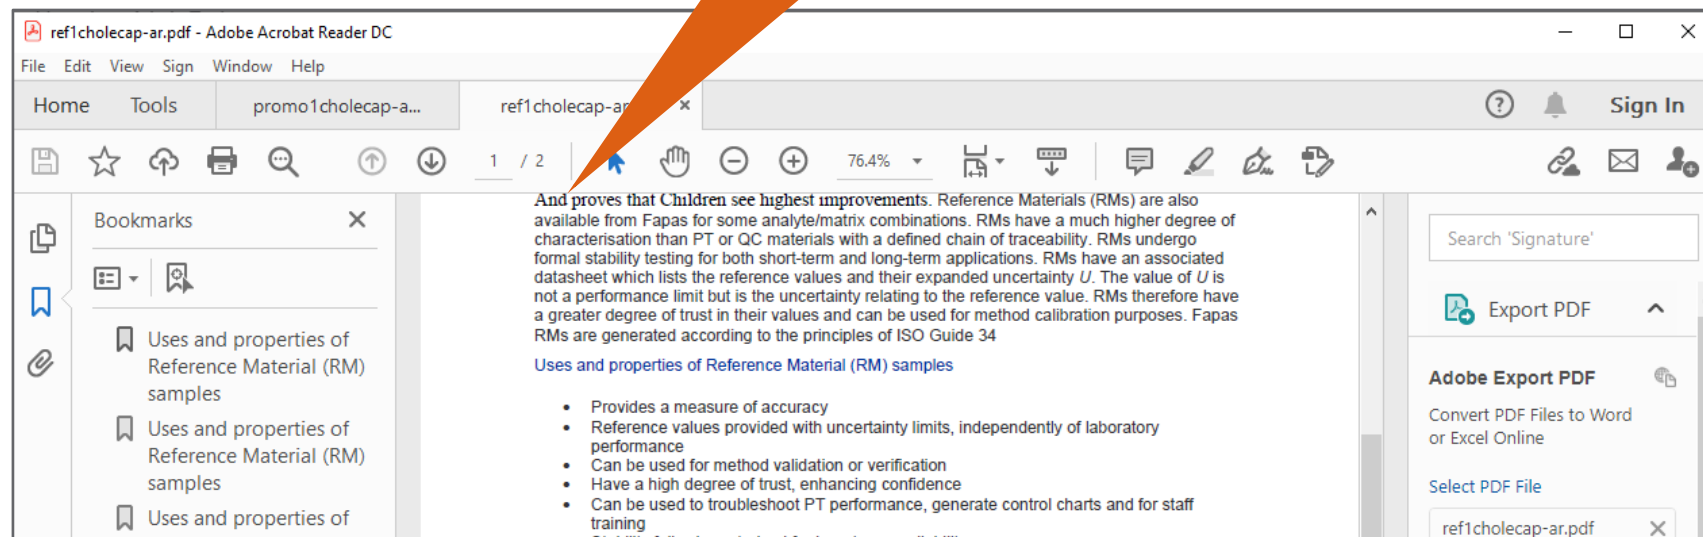 ref1cholecap-ar.pdf - Adobe Acrobat Reader DC
File Edit View Sign Window Help
Home Tools promo1cholecap-a... ref1cholecap-ar
Sign In
1 / 2 76.4%
Bookmarks
Uses and properties of
Reference Material (RM)
samples
Uses and properties of
Reference Material (RM)
samples
Uses and properties of
And proves that Children see highest improvements. Reference Materials (RMs) are also
available from Fapas for some analyte/matrix combinations. RMs have a much higher degree of
characterisation than PT or QC materials with a defined chain of traceability. RMs undergo
formal stability testing for both short-term and long-term applications. RMs have an associated
datasheet which lists the reference values and their expanded uncertainty U. The value of U is
not a performance limit but is the uncertainty relating to the reference value. RMs therefore have
a greater degree of trust in their values and can be used for method calibration purposes. Fapas
RMs are generated according to the principles of ISO Guide 34
Uses and properties of Reference Material (RM) samples
• Provides a measure of accuracy
• Reference values provided with uncertainty limits, independently of laboratory
performance
• Can be used for method validation or verification
• Have a high degree of trust, enhancing confidence
• Can be used to troubleshoot PT performance, generate control charts and for staff
training
Search 'Signature'
Export PDF
Adobe Export PDF
Convert PDF Files to Word
or Excel Online
Select PDF File
ref1cholecap-ar.pdf